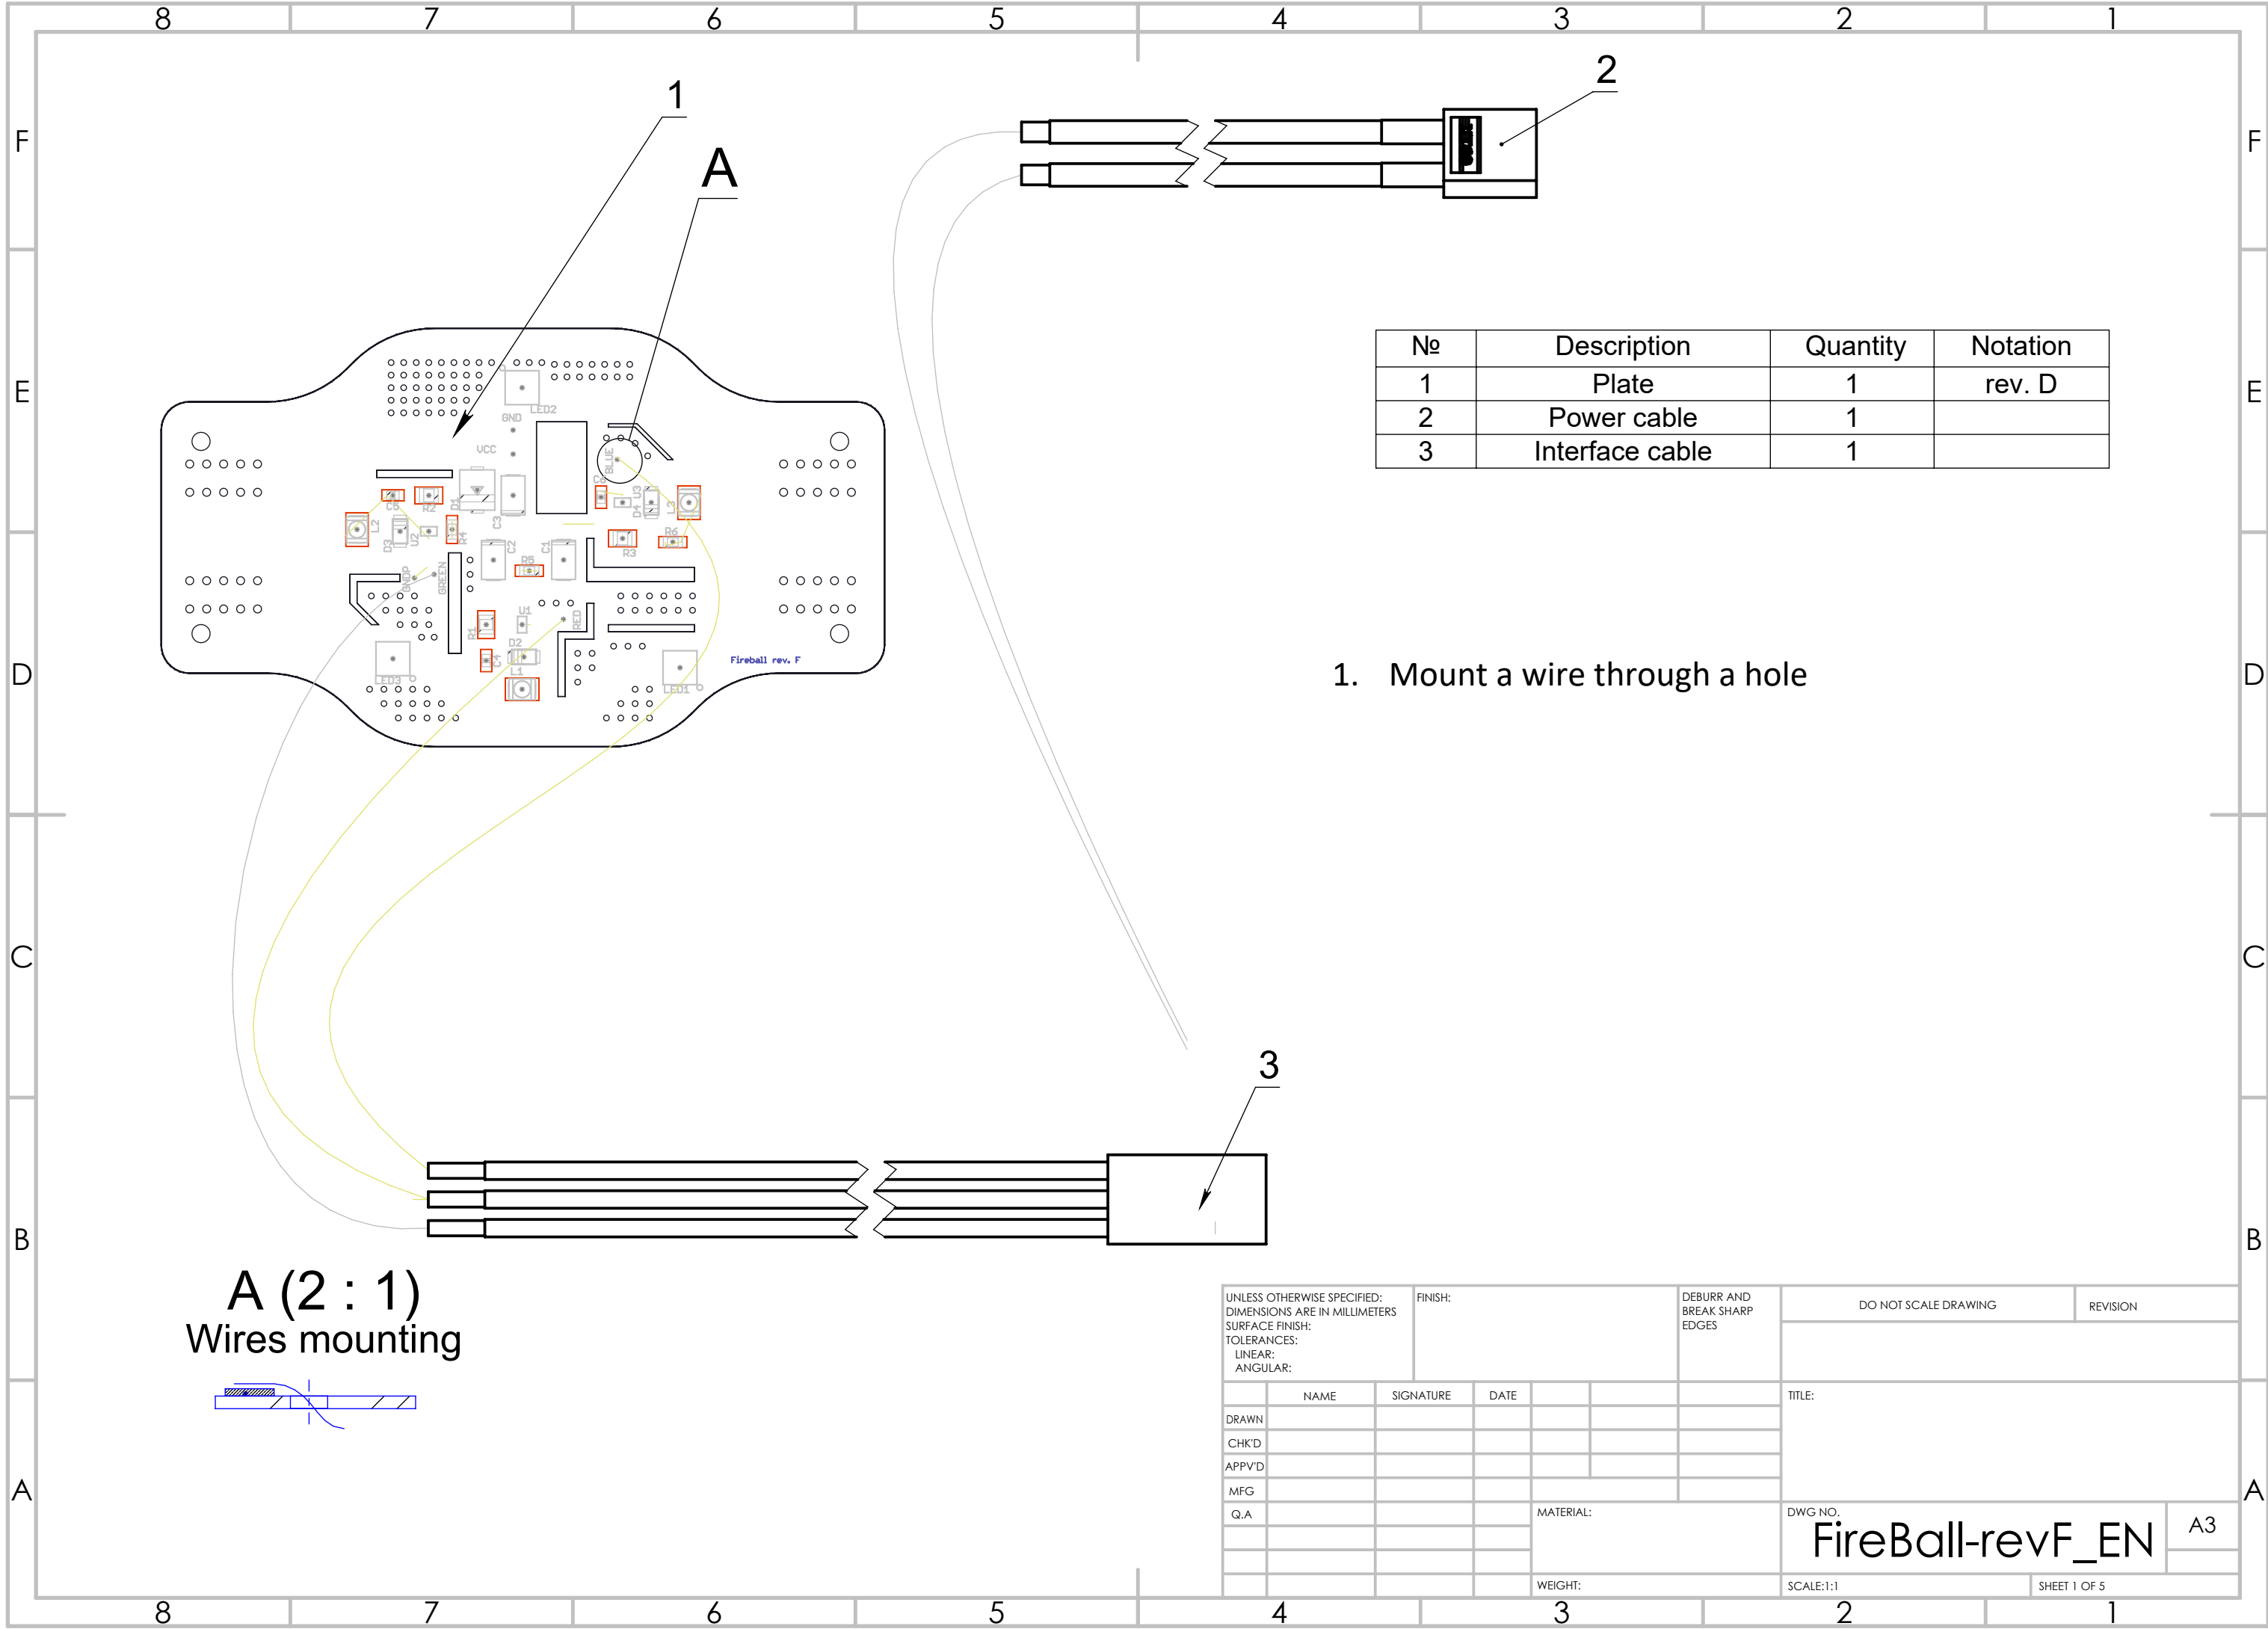 8 7 6 5 4 3 2 1
F F
E E
D D
C C
B B
A A
1
A
2
3
№ Description Quantity Notation
1 Plate 1 rev. D
2 Power cable 1
3 Interface cable 1
1. Mount a wire through a hole
LED2
GND
VCC
BLUE
C5
R2
D1
C3
C6
U3
D4
L3
L2
D3
U2
R4
C2
C1
R3
R6
R5
GNDP
GREEN
R1
U1
RED
D2
C4
L1
LED3
LED1
Fireball rev. F
A (2 : 1)
Wires mounting
UNLESS OTHERWISE SPECIFIED:
DIMENSIONS ARE IN MILLIMETERS
SURFACE FINISH:
TOLERANCES:
LINEAR:
ANGULAR:
FINISH:
DEBURR AND
BREAK SHARP
EDGES
DO NOT SCALE DRAWING
REVISION
NAME SIGNATURE DATE
TITLE:
DRAWN
CHK'D
APPV'D
MFG
Q.A
MATERIAL:
DWG NO.
FireBall-revF_EN
A3
WEIGHT:
SCALE:1:1
SHEET 1 OF 5
8 7 6 5 4 3 2 1